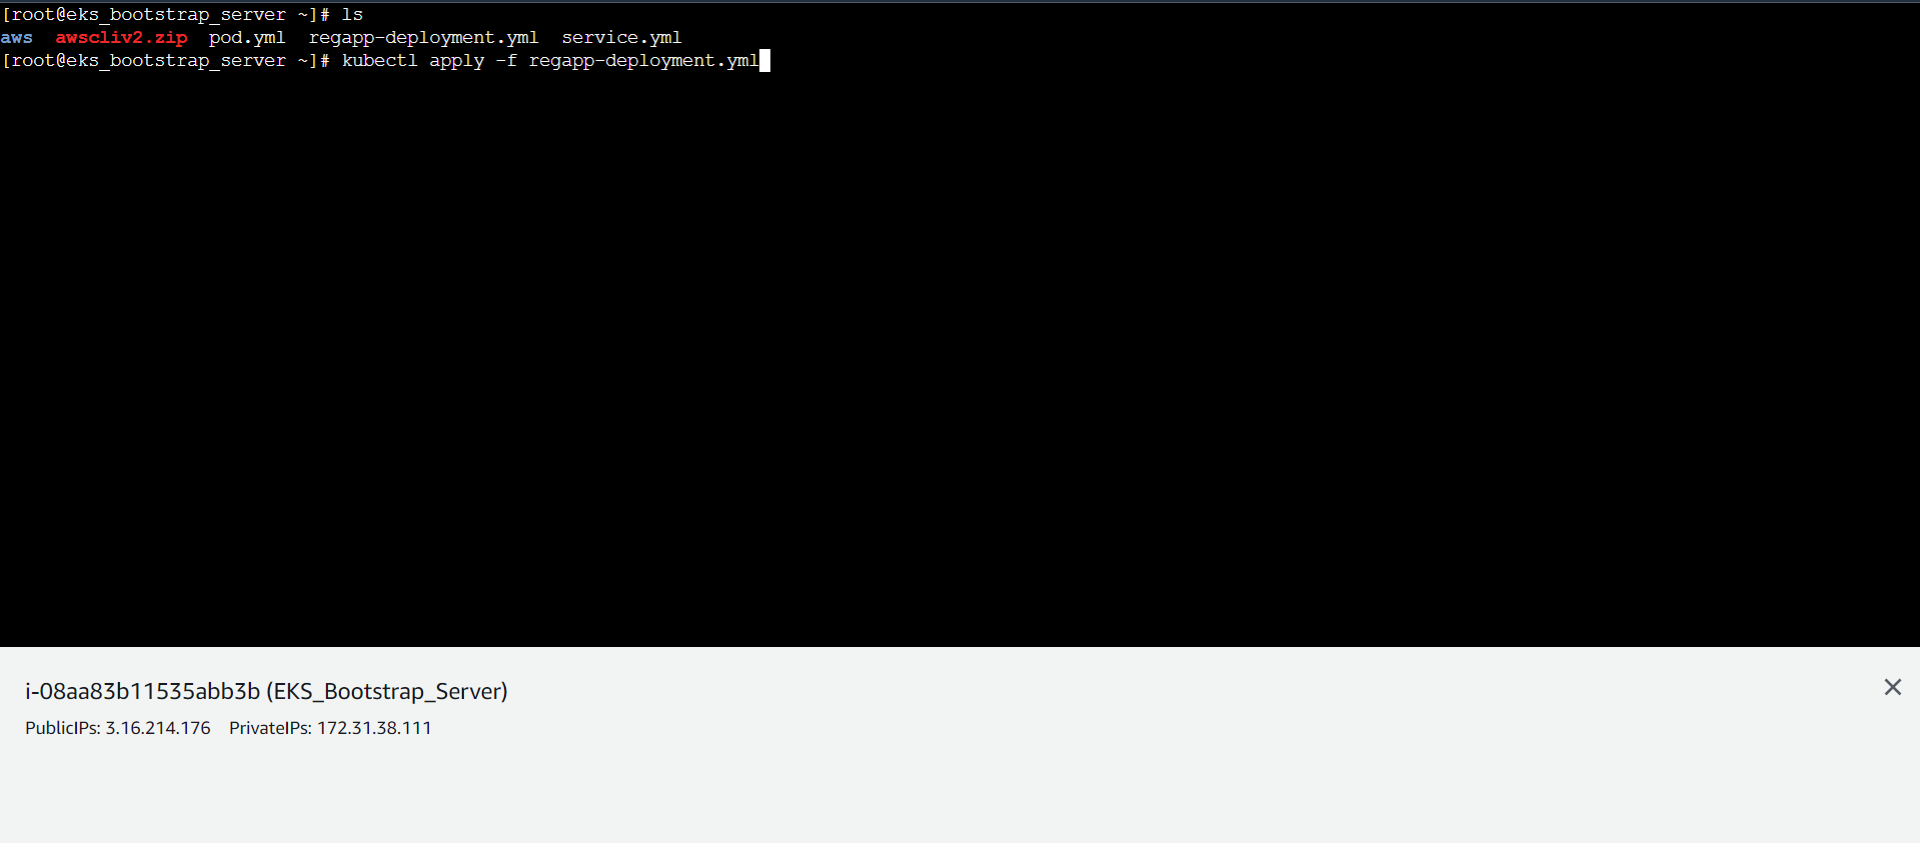 [root@eks_bootstrap_server ~]# ls
aws  awscliv2.zip  pod.yml  regapp-deployment.yml  service.yml
[root@eks_bootstrap_server ~]# kubectl apply -f regapp-deployment.yml
i-08aa83b11535abb3b (EKS_Bootstrap_Server)
PublicIPs: 3.16.214.176    PrivateIPs: 172.31.38.111